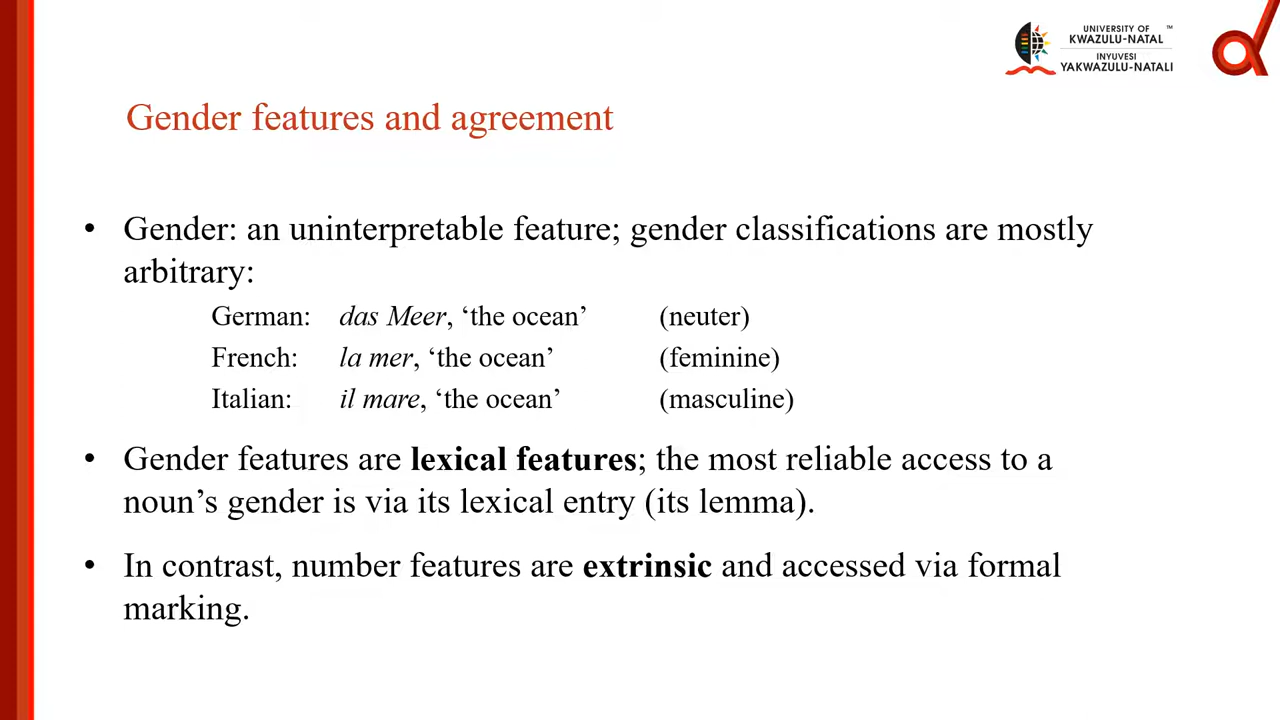 UNIVERSITY OF ™
KWAZULU-NATAL
INYUVESI
YAKWAZULU-NATALI
Gender features and agreement
• Gender: an uninterpretable feature; gender classifications are mostly
arbitrary:
German: das Meer, ‘the ocean’ (neuter)
French: la mer, ‘the ocean’ (feminine)
Italian: il mare, ‘the ocean’ (masculine)
• Gender features are lexical features; the most reliable access to a
noun’s gender is via its lexical entry (its lemma).
• In contrast, number features are extrinsic and accessed via formal
marking.